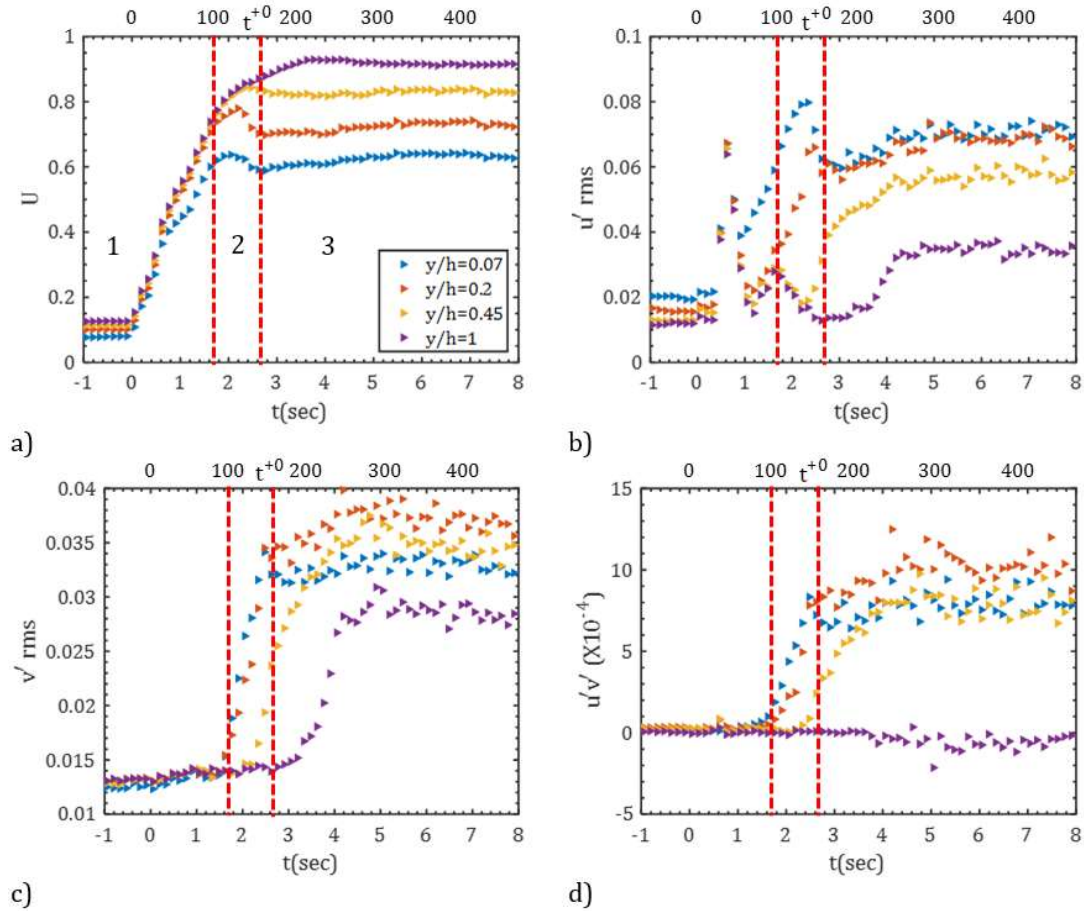 0 100 t+0 200 300 400
a)
1
0.8
0.6
0.4
0.2
0
U
1 2 3
y/h=0.07
y/h=0.2
y/h=0.45
y/h=1
-1 0 1 2 3 4 5 6 7 8
t(sec)
0 100 t+0 200 300 400
b)
0.1
0.08
0.06
0.04
0.02
0
u' rms
-1 0 1 2 3 4 5 6 7 8
t(sec)
0 100 t+0 200 300 400
c)
0.04
0.035
0.03
0.025
0.02
0.015
0.01
v' rms
-1 0 1 2 3 4 5 6 7 8
t(sec)
0 100 t+0 200 300 400
d)
15
10
5
0
-5
u'v' (X10-4)
-1 0 1 2 3 4 5 6 7 8
t(sec)